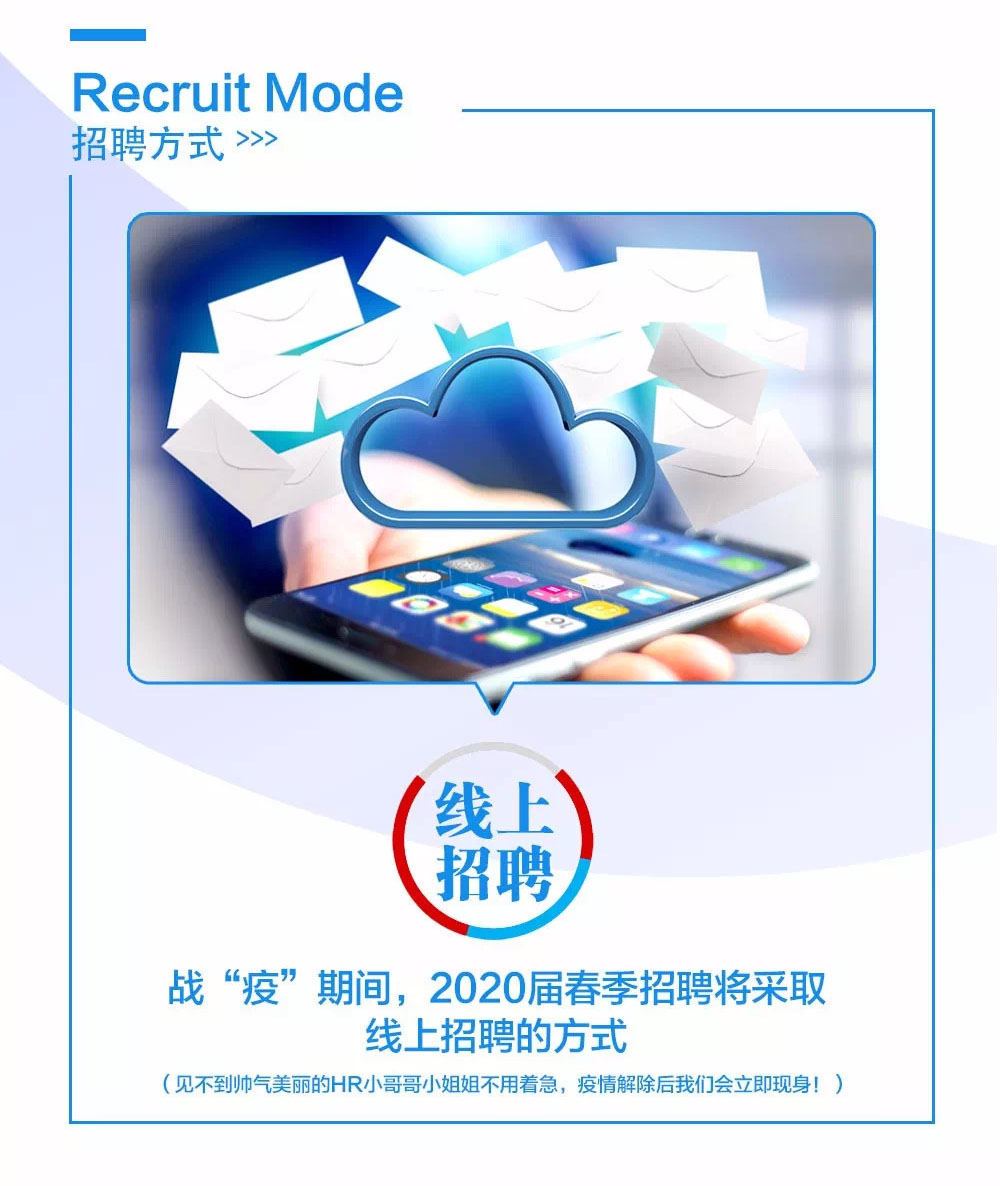 Recruit Mode
招聘方式 >>>
线上
招聘
战“疫”期间，2020届春季招聘将采取
线上招聘的方式
（见不到帅气美丽的HR小哥哥小姐姐不用着急，疫情解除后我们会立即现身！）